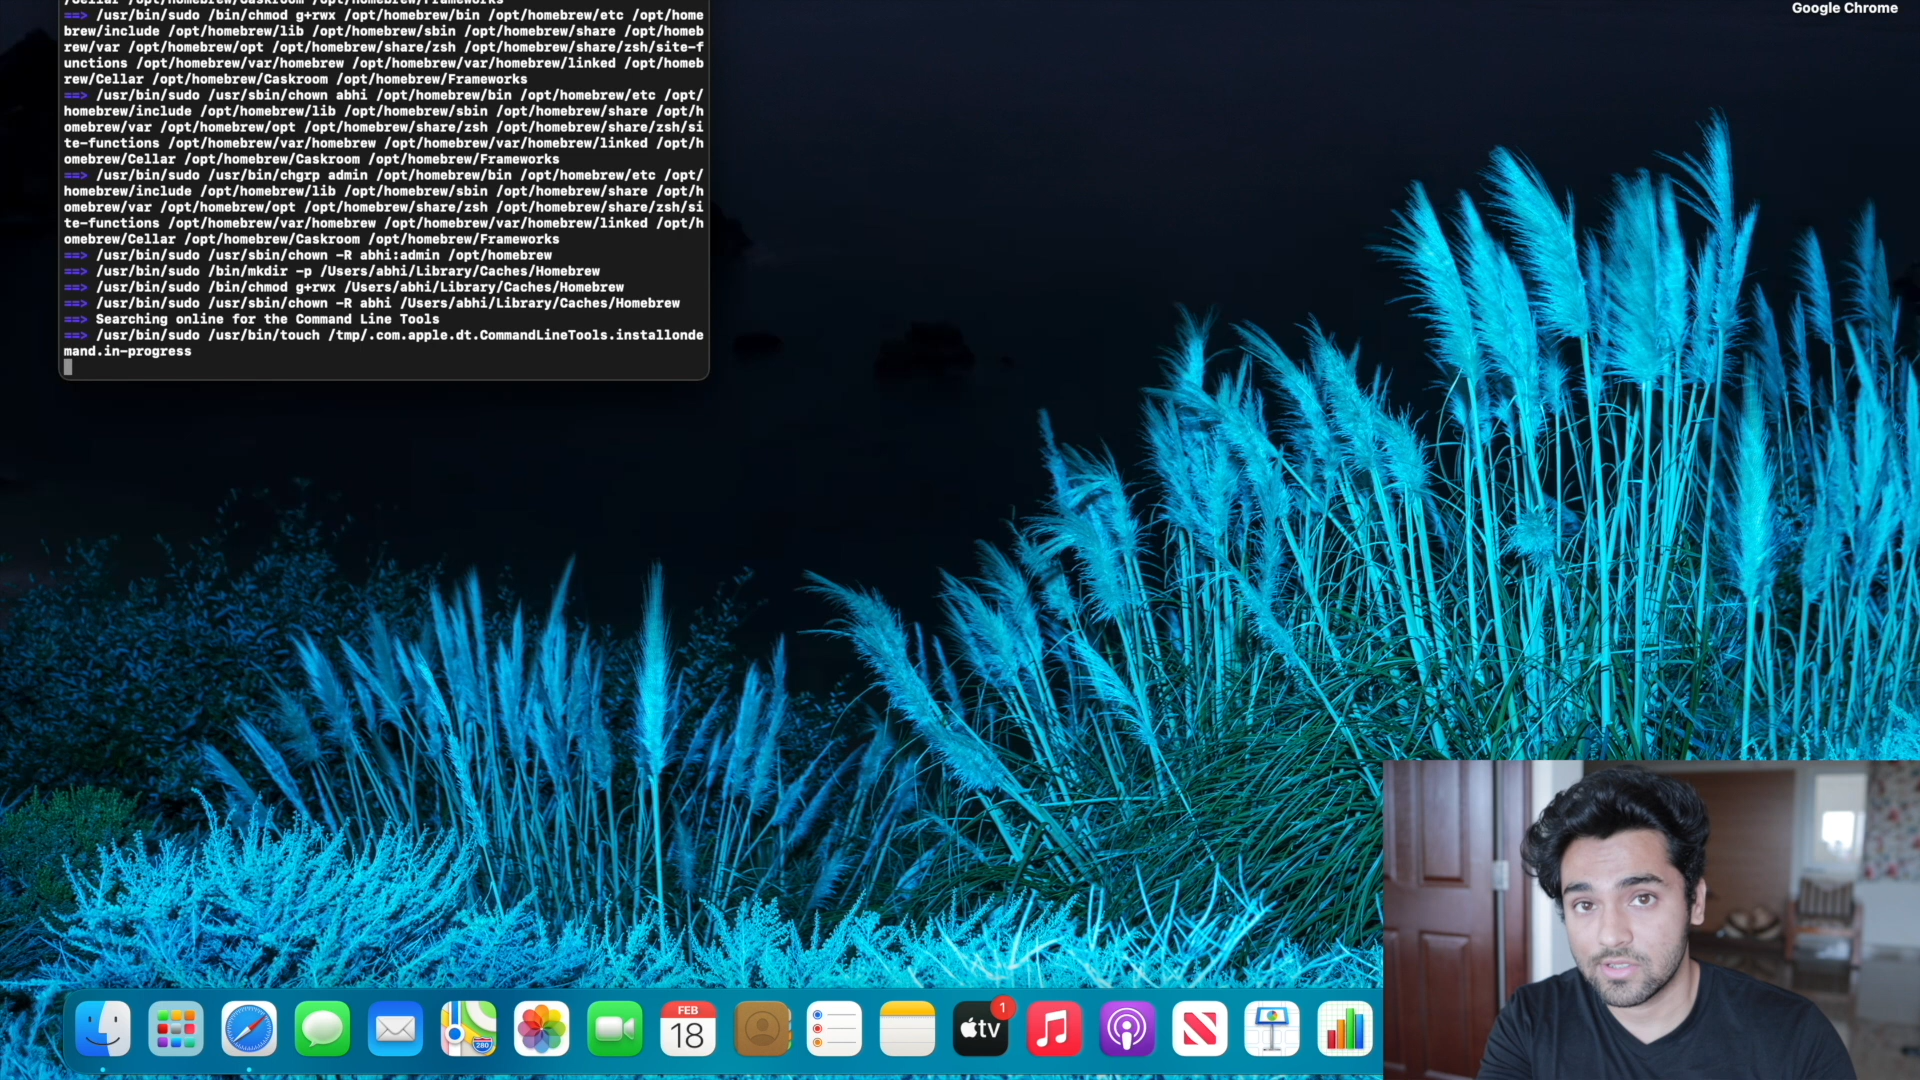 /Cellar /opt/homebrew/Caskroom /opt/homebrew/Frameworks
==> /usr/bin/sudo /bin/chmod g+rwx /opt/homebrew/bin /opt/homebrew/etc /opt/home
brew/include /opt/homebrew/lib /opt/homebrew/sbin /opt/homebrew/share /opt/homeb
rew/var /opt/homebrew/opt /opt/homebrew/share/zsh /opt/homebrew/share/zsh/site-f
unctions /opt/homebrew/var/homebrew /opt/homebrew/var/homebrew/linked /opt/homeb
rew/Cellar /opt/homebrew/Caskroom /opt/homebrew/Frameworks
==> /usr/bin/sudo /usr/sbin/chown abhi /opt/homebrew/bin /opt/homebrew/etc /opt/
homebrew/include /opt/homebrew/lib /opt/homebrew/sbin /opt/homebrew/share /opt/h
omebrew/var /opt/homebrew/opt /opt/homebrew/share/zsh /opt/homebrew/share/zsh/si
te-functions /opt/homebrew/var/homebrew /opt/homebrew/var/homebrew/linked /opt/h
omebrew/Cellar /opt/homebrew/Caskroom /opt/homebrew/Frameworks
==> /usr/bin/sudo /usr/bin/chgrp admin /opt/homebrew/bin /opt/homebrew/etc /opt/
homebrew/include /opt/homebrew/lib /opt/homebrew/sbin /opt/homebrew/share /opt/h
omebrew/var /opt/homebrew/opt /opt/homebrew/share/zsh /opt/homebrew/share/zsh/si
te-functions /opt/homebrew/var/homebrew /opt/homebrew/var/homebrew/linked /opt/h
omebrew/Cellar /opt/homebrew/Caskroom /opt/homebrew/Frameworks
==> /usr/bin/sudo /usr/sbin/chown -R abhi:admin /opt/homebrew
==> /usr/bin/sudo /bin/mkdir -p /Users/abhi/Library/Caches/Homebrew
==> /usr/bin/sudo /bin/chmod g+rwx /Users/abhi/Library/Caches/Homebrew
==> /usr/bin/sudo /usr/sbin/chown -R abhi /Users/abhi/Library/Caches/Homebrew
==> Searching online for the Command Line Tools
==> /usr/bin/sudo /usr/bin/touch /tmp/.com.apple.dt.CommandLineTools.installonde
mand.in-progress
Google Chrome
280
FEB
18
tv
1